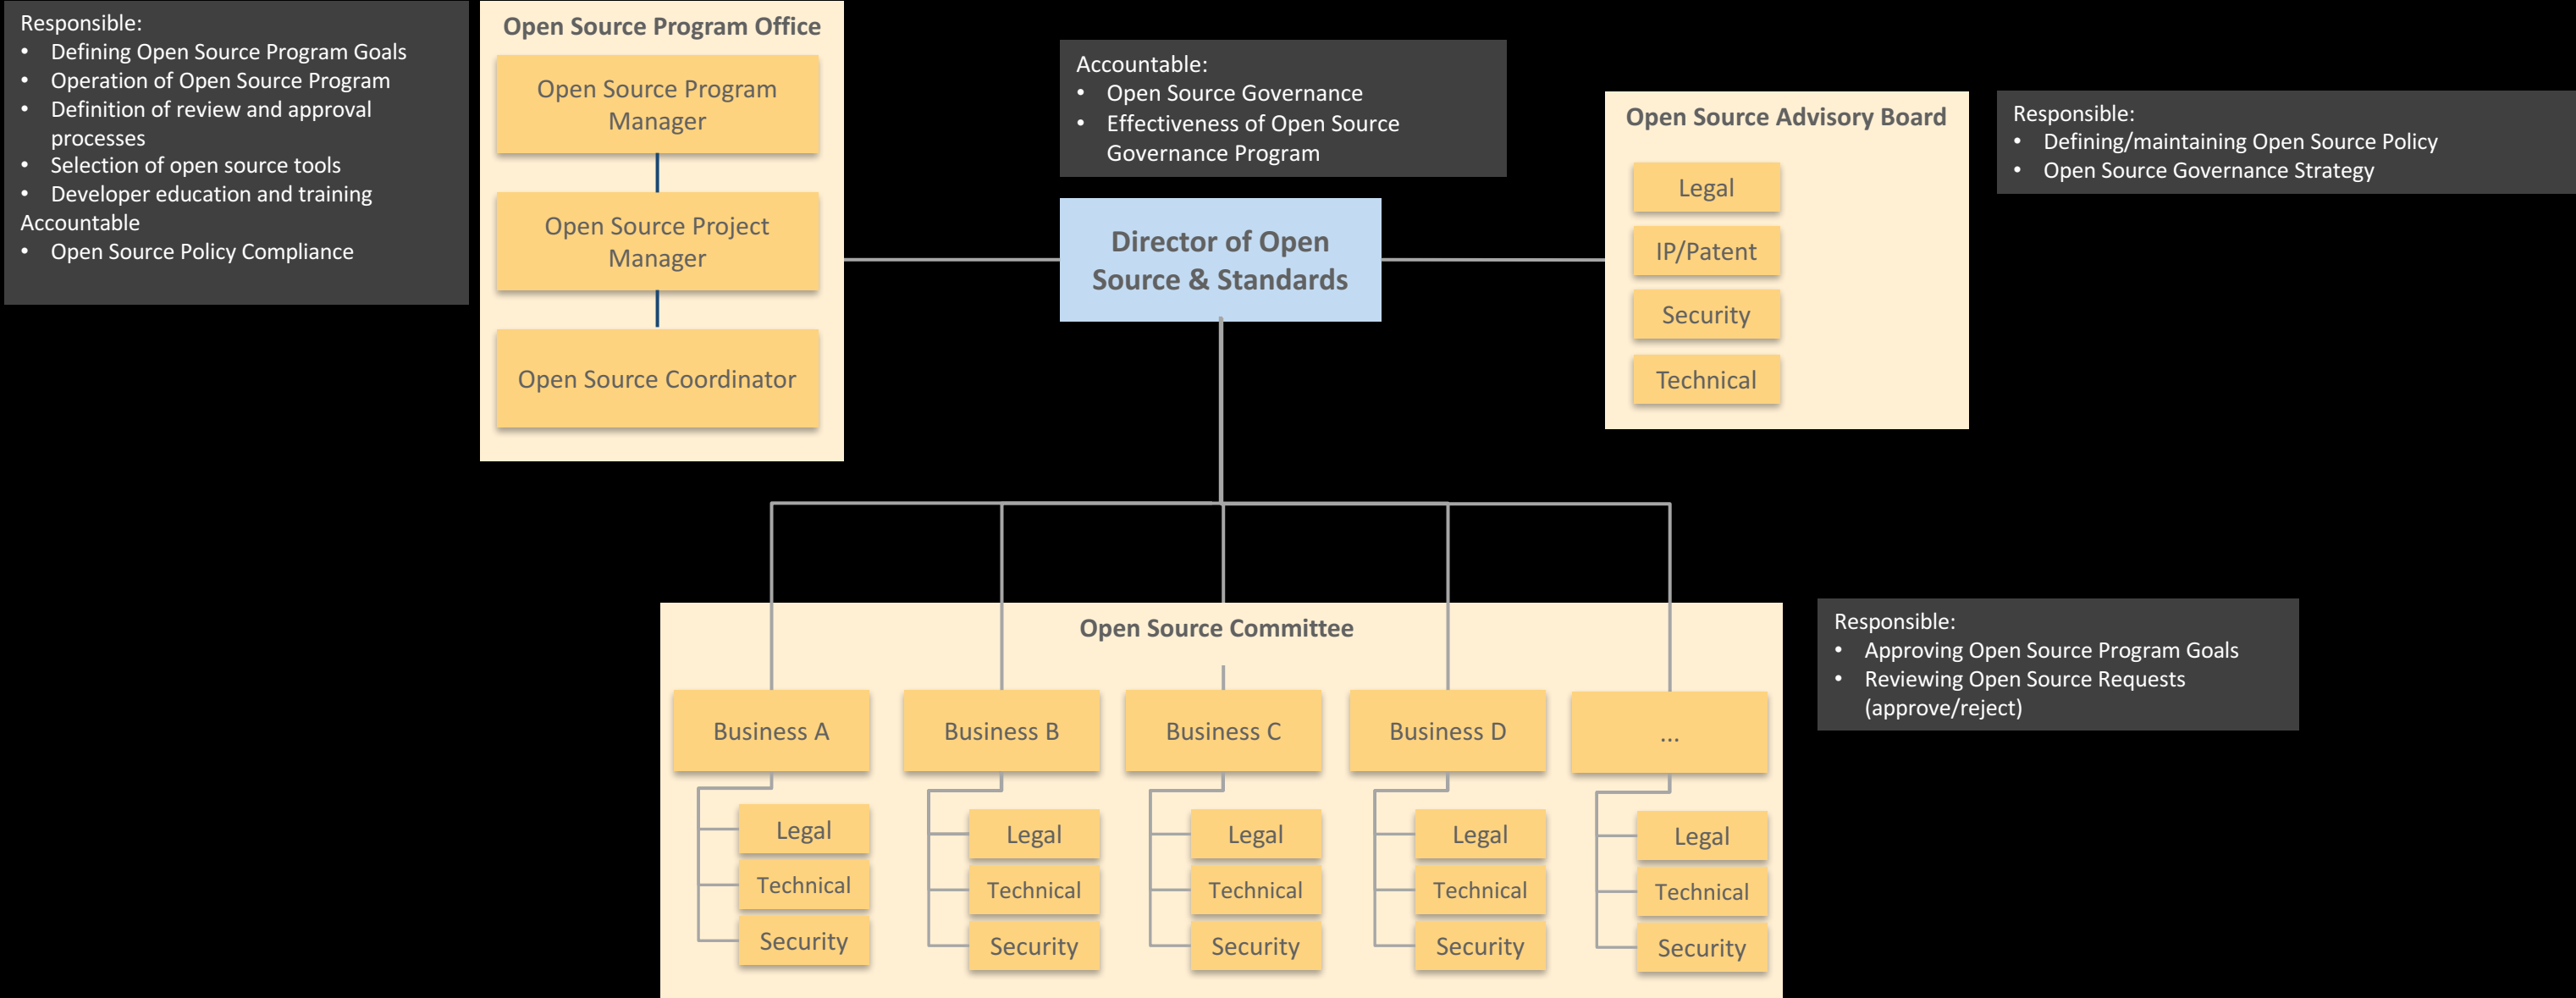 Responsible:
• Defining Open Source Program Goals
• Operation of Open Source Program
• Definition of review and approval
processes
• Selection of open source tools
• Developer education and training
Accountable
• Open Source Policy Compliance
Open Source Program Office
Open Source Program
Manager
Open Source Project
Manager
Open Source Coordinator
Accountable:
• Open Source Governance
• Effectiveness of Open Source
Governance Program
Director of Open
Source & Standards
Open Source Advisory Board
Legal
IP/Patent
Security
Technical
Responsible:
• Defining/maintaining Open Source Policy
• Open Source Governance Strategy
Open Source Committee
Business A
Legal
Technical
Security
Business B
Legal
Technical
Security
Business C
Legal
Technical
Security
Business D
Legal
Technical
Security
...
Legal
Technical
Security
Responsible:
• Approving Open Source Program Goals
• Reviewing Open Source Requests
(approve/reject)